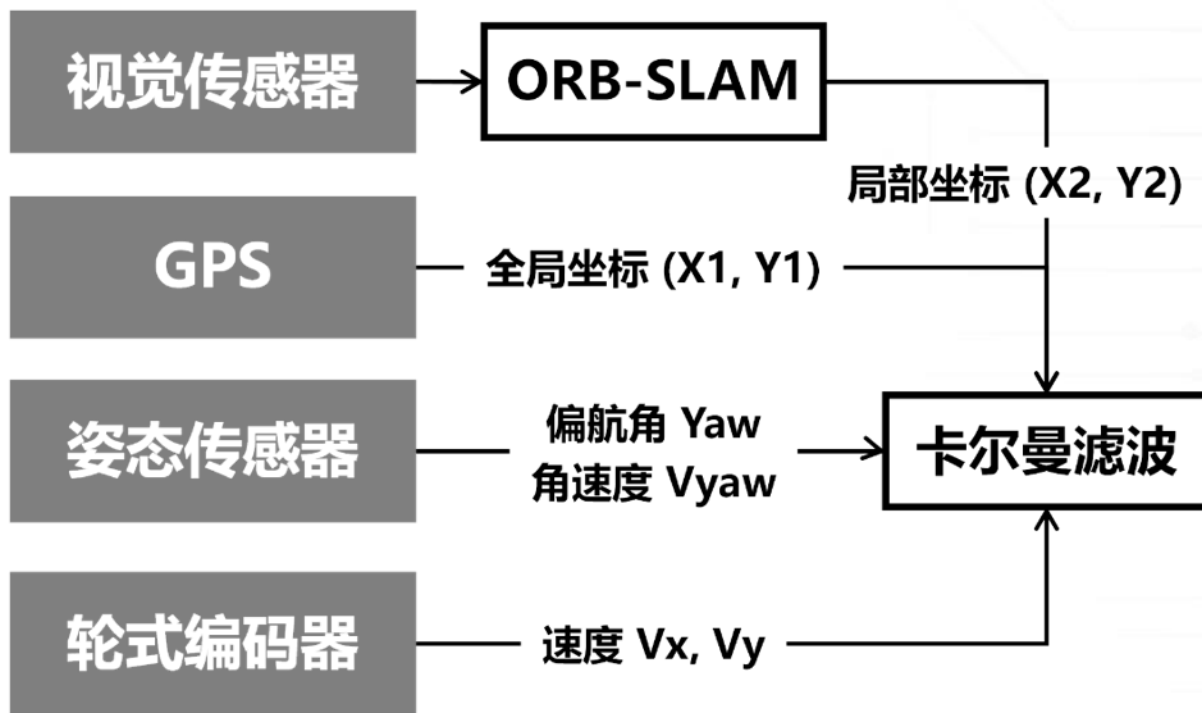 视觉传感器
ORB-SLAM
局部坐标 (X2, Y2)
GPS
全局坐标 (X1, Y1)
姿态传感器
偏航角 Yaw
角速度 Vyaw
卡尔曼滤波
轮式编码器
速度 Vx, Vy